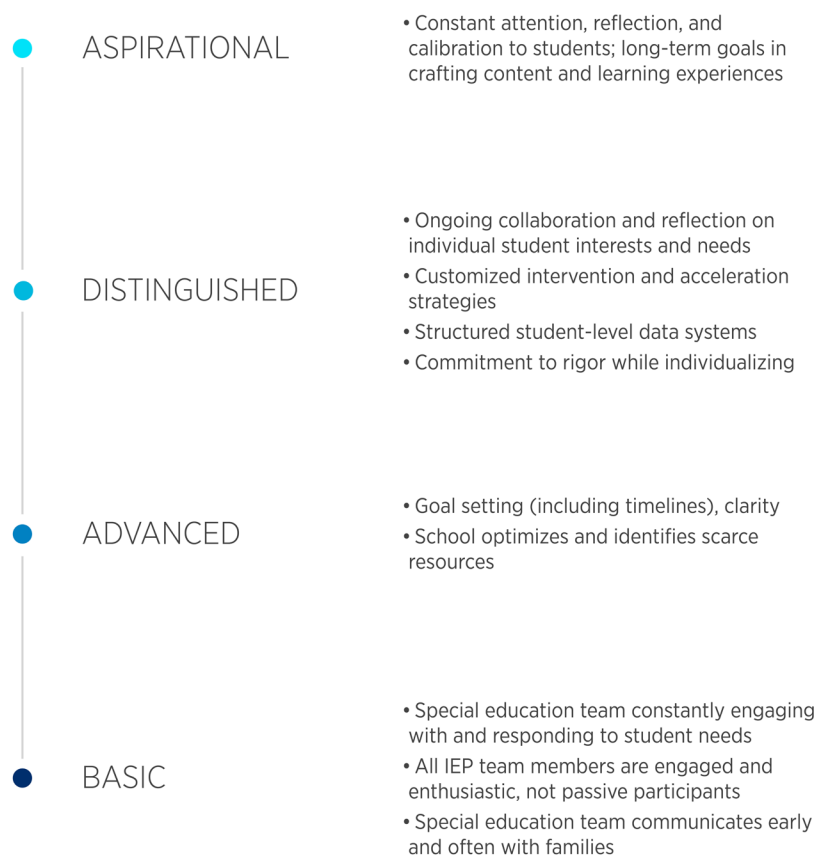 ASPIRATIONAL
• Constant attention, reflection, and
calibration to students; long-term goals in
crafting content and learning experiences
DISTINGUISHED
• Ongoing collaboration and reflection on
individual student interests and needs
• Customized intervention and acceleration
strategies
• Structured student-level data systems
• Commitment to rigor while individualizing
ADVANCED
• Goal setting (including timelines), clarity
• School optimizes and identifies scarce
resources
BASIC
• Special education team constantly engaging
with and responding to student needs
• All IEP team members are engaged and
enthusiastic, not passive participants
• Special education team communicates early
and often with families